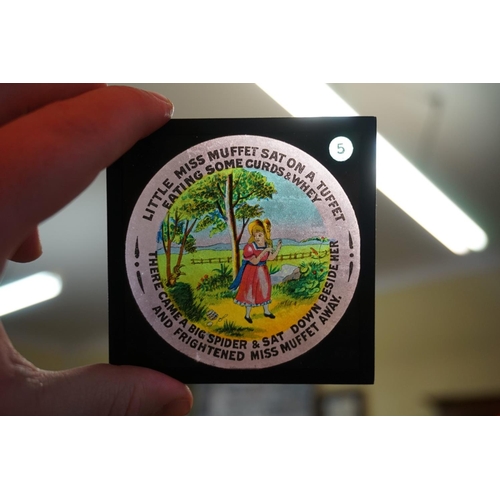 5
LITTLE MISS MUFFET SAT ON A TUFFET
EATING SOME CURDS & WHEY
THERE CAME A BIG SPIDER & SAT DOWN BESIDE HER
AND FRIGHTENED MISS MUFFET AWAY.